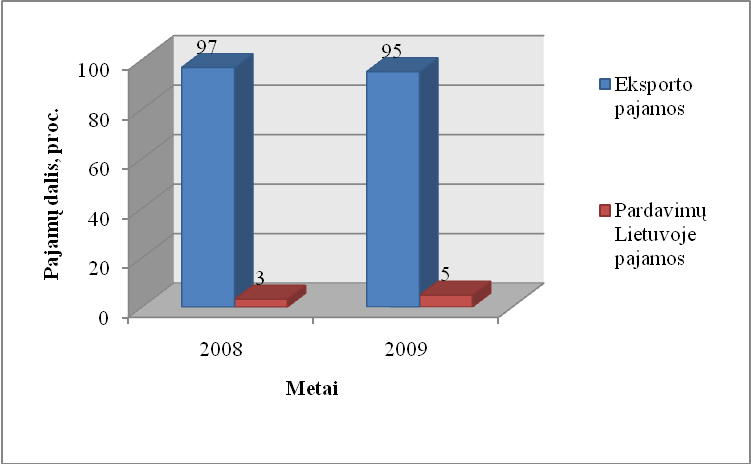 97
95
100
80
60
40
20
0
3
5
Pajamų dalis, proc.
2008
2009
Metai
Eksporto
pajamos
Pardavimų
Lietuvoje
pajamos